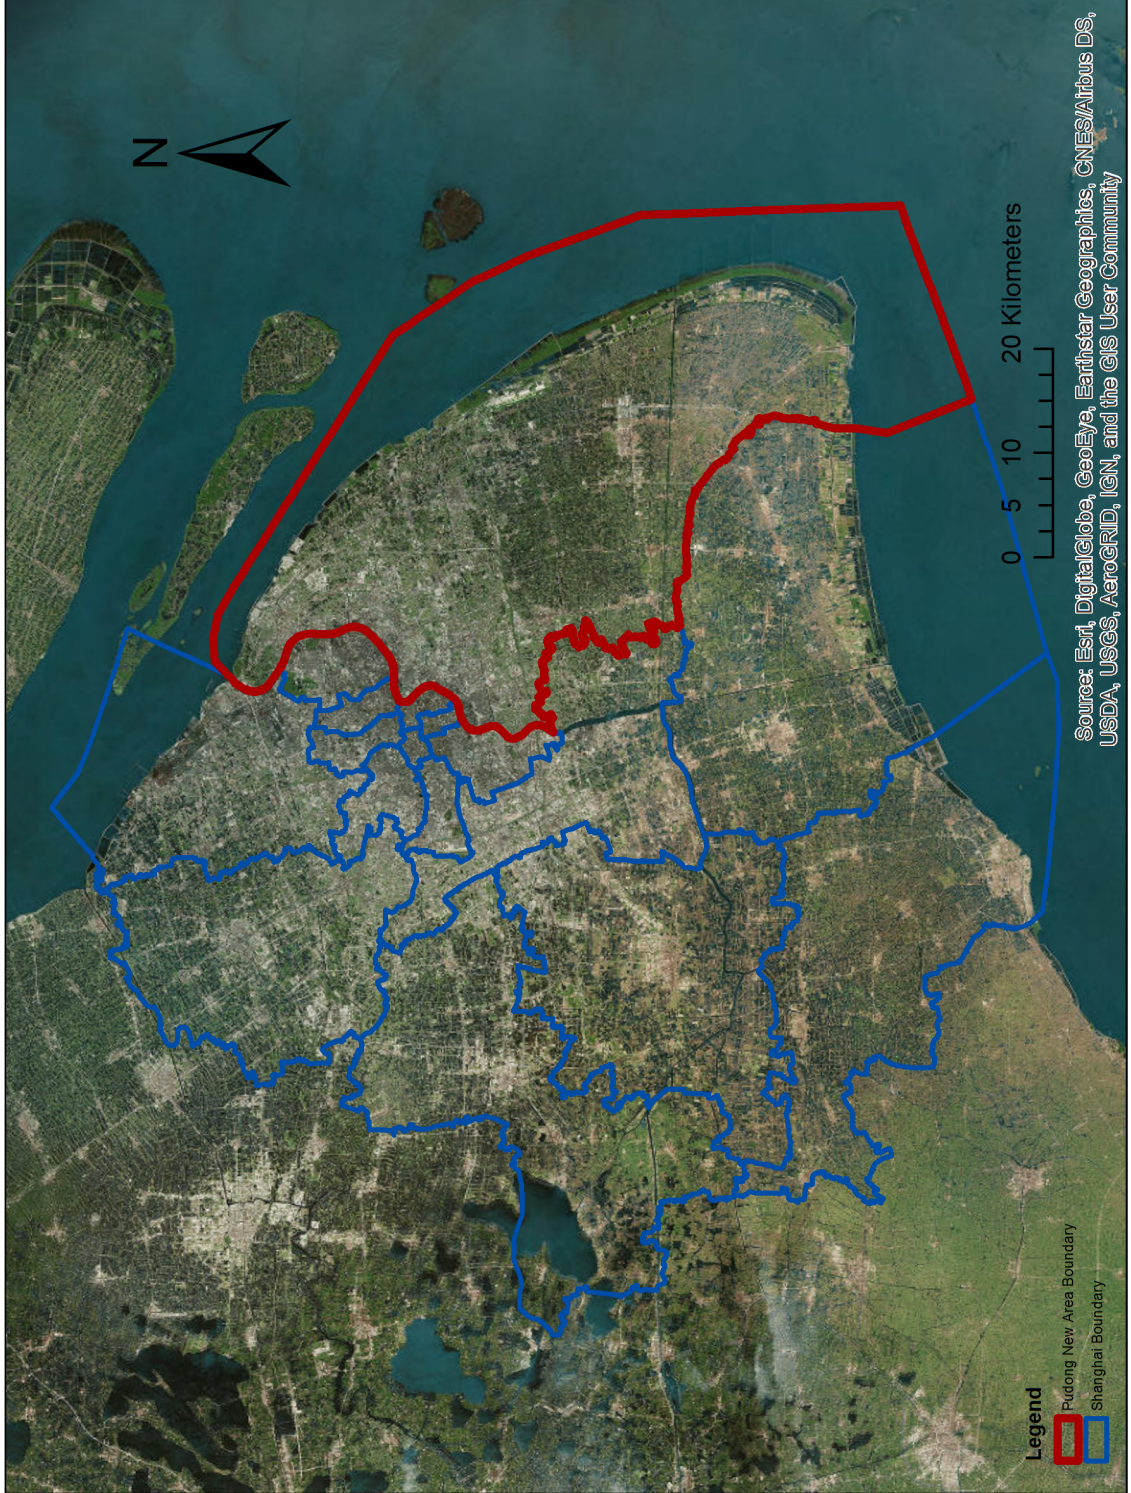 N
0 5 10 20 Kilometers
Legend
Pudong New Area Boundary
Shanghai Boundary
Source: Esri, DigitalGlobe, GeoEye, Earthstar Geographics, CNES/Airbus DS,
USDA, USGS, AeroGRID, IGN, and the GIS User Community